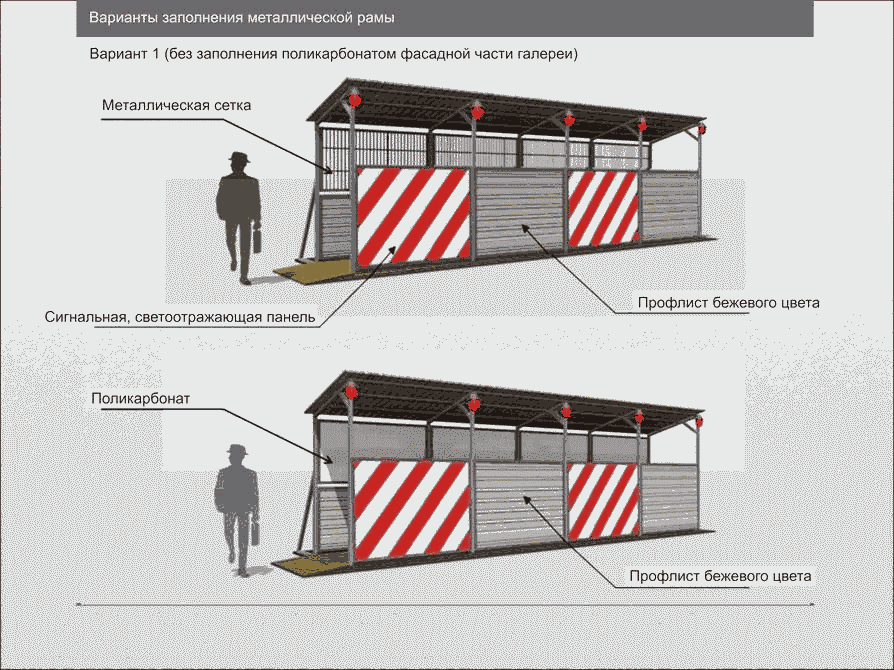 Варианты заполнения металлической рамы
Вариант 1 (без заполнения поликарбонатом фасадной части галереи)
Металлическая сетка
Профлист бежевого цвета
Сигнальная, светоотражающая панель
Поликарбонат
Профлист бежевого цвета